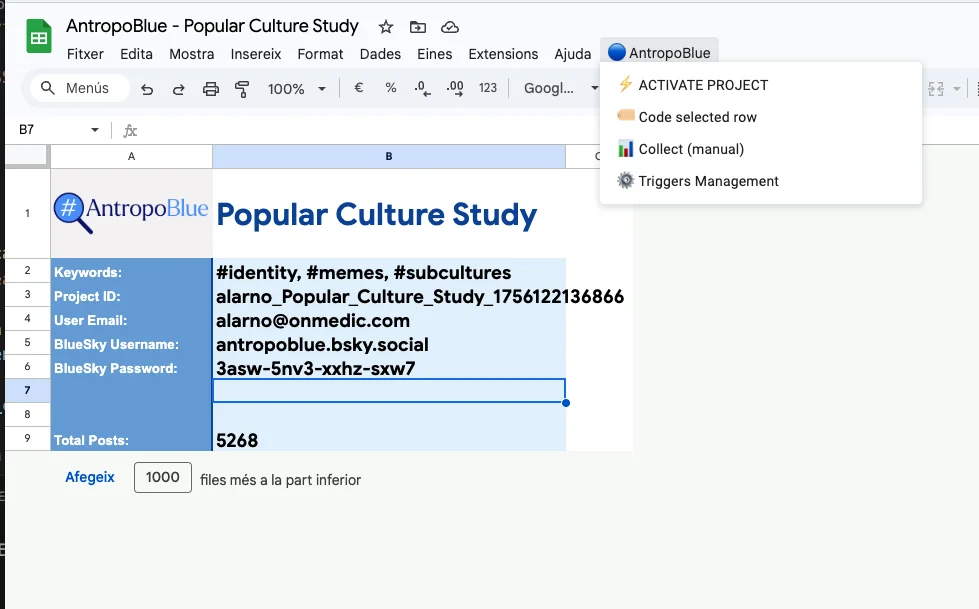 AntropoBlue - Popular Culture Study
Fitxer Edita Mostra Insereix Format Dades Eines Extensions Ajuda AntropoBlue
Menús 100% € % .0 .00 123 Googl...
ACTIVATE PROJECT
Code selected row
Collect (manual)
Triggers Management
B7 fx
A B C
1 #AntropoBlue Popular Culture Study
2 Keywords: #identity, #memes, #subcultures
3 Project ID: alarno_Popular_Culture_Study_1756122136866
4 User Email: alarno@onmedic.com
5 BlueSky Username: antropoblue.bsky.social
6 BlueSky Password: 3asw-5nv3-xxhz-sxw7
7
8
9 Total Posts: 5268
Afegeix 1000 files més a la part inferior